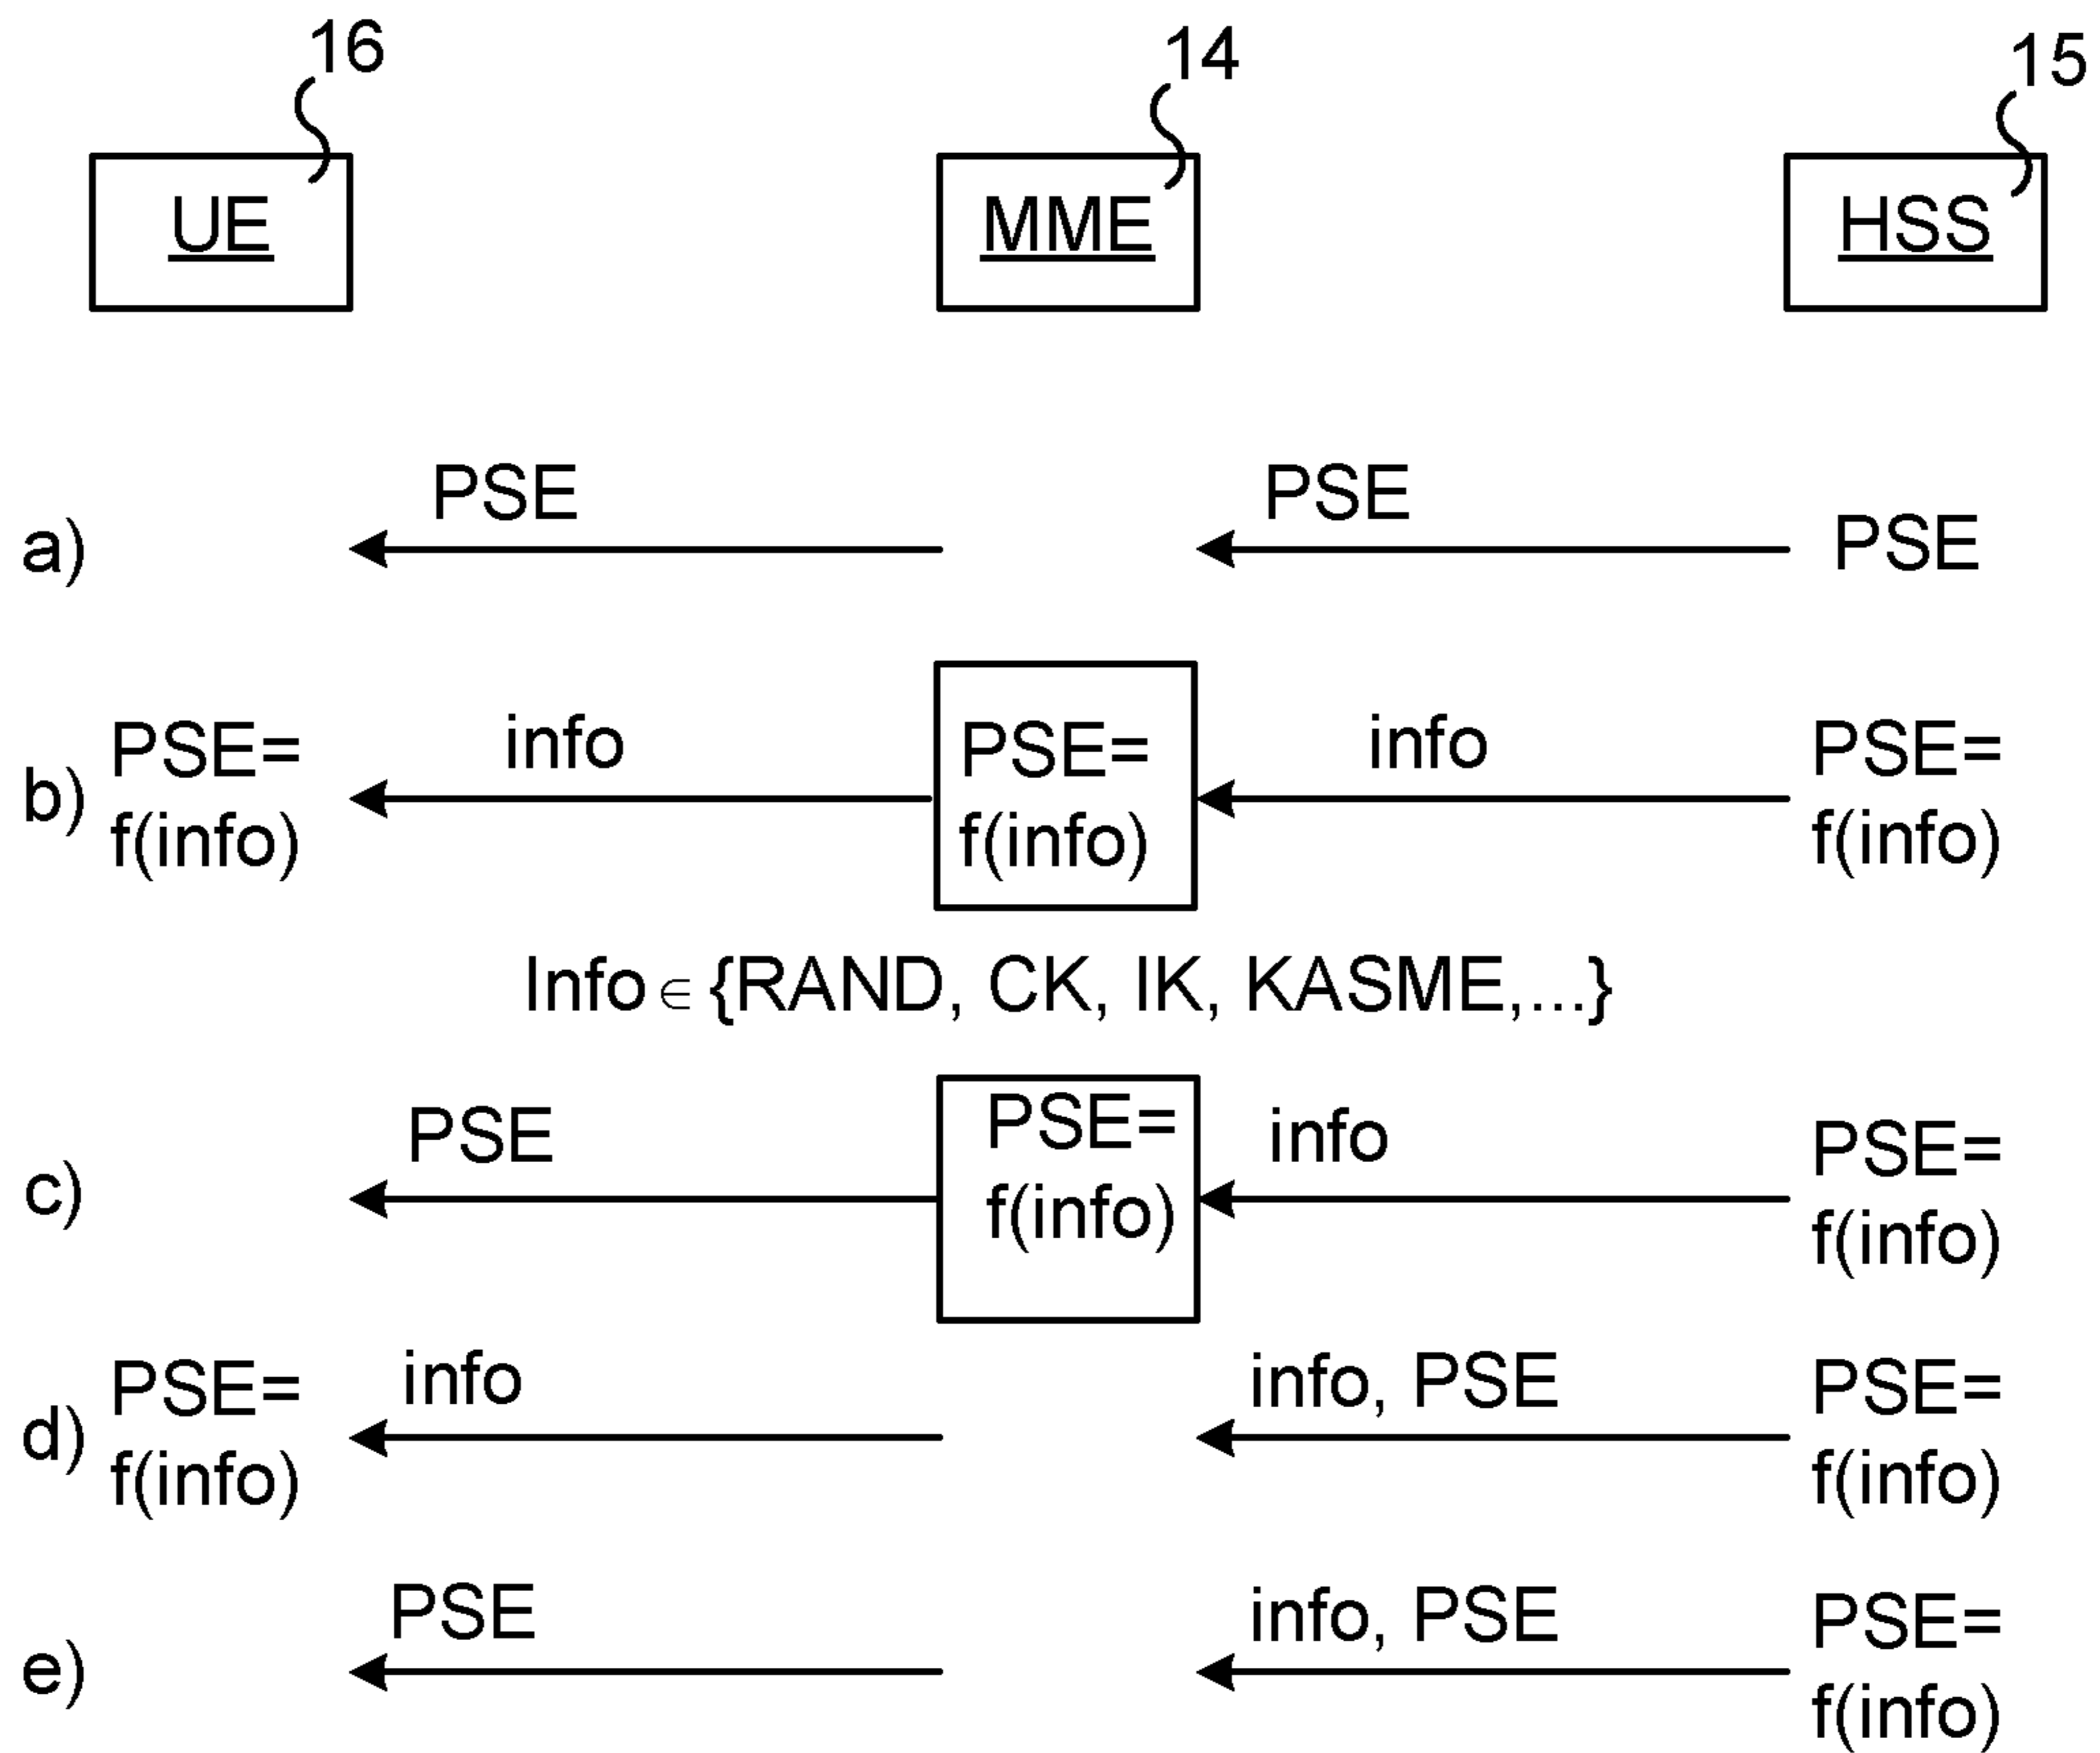 16
14
15
UE
MME
HSS
PSE
PSE
a)
PSE
PSE=
info
PSE=
info
PSE=
b)
f(info)
f(info)
f(info)
Info ∈ {RAND, CK, IK, KASME,...}
PSE
PSE=
info
PSE=
c)
f(info)
f(info)
PSE=
info
info, PSE
PSE=
d)
f(info)
f(info)
PSE
info, PSE
PSE=
e)
f(info)